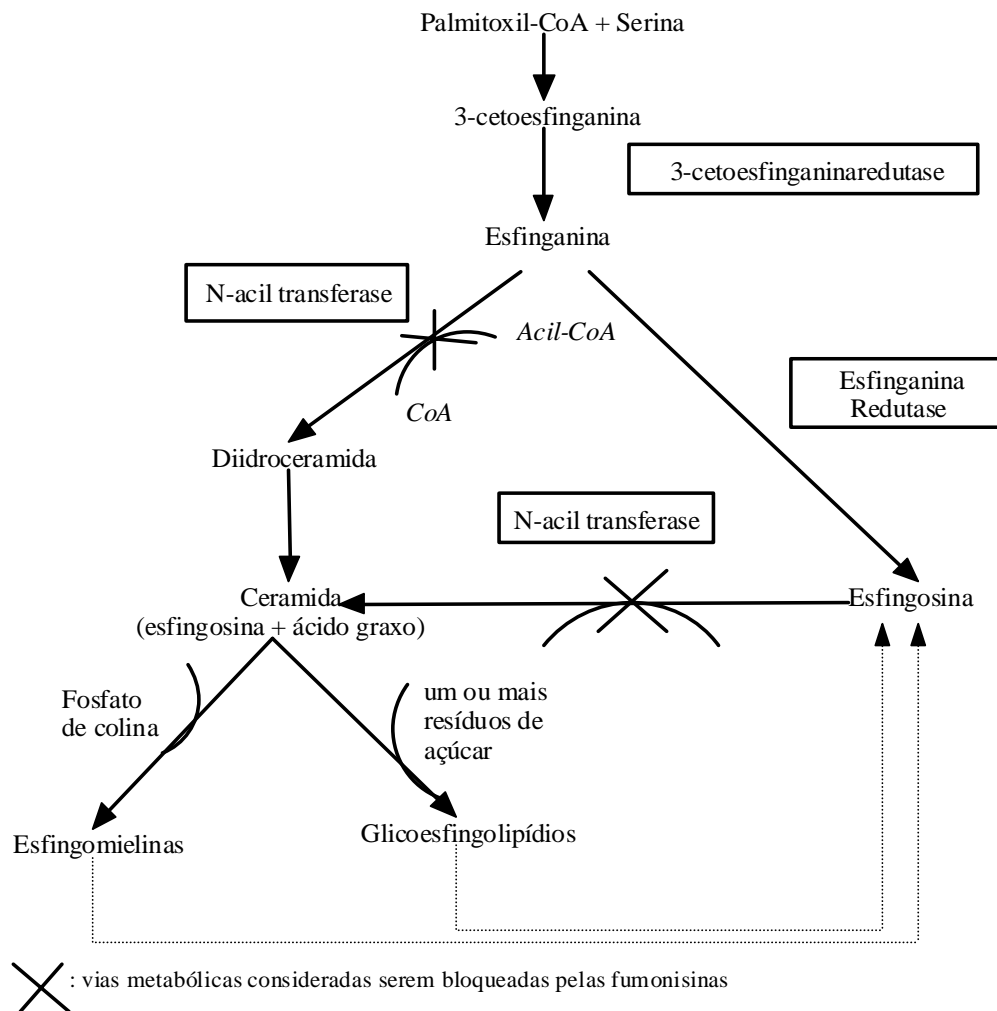 Palmitoxil-CoA + Serina
3-cetoesfinganina
3-cetoesfinganinaredutase
Esfinganina
N-acil transferase
Acil-CoA
CoA
Esfinganina
Redutase
Diidroceramida
N-acil transferase
Ceramida
(esfingosina + ácido graxo)
Esfingosina
Fosfato
de colina
um ou mais
resíduos de
açúcar
Esfingomielinas
Glicoesfingolipídios
: vias metabólicas consideradas serem bloqueadas pelas fumonisinas